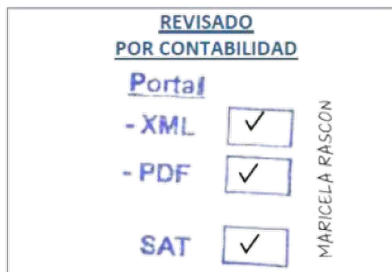 REVISADO
POR CONTABILIDAD
Portal
- XML ✓
- PDF ✓
SAT ✓
MARICELA RASCON